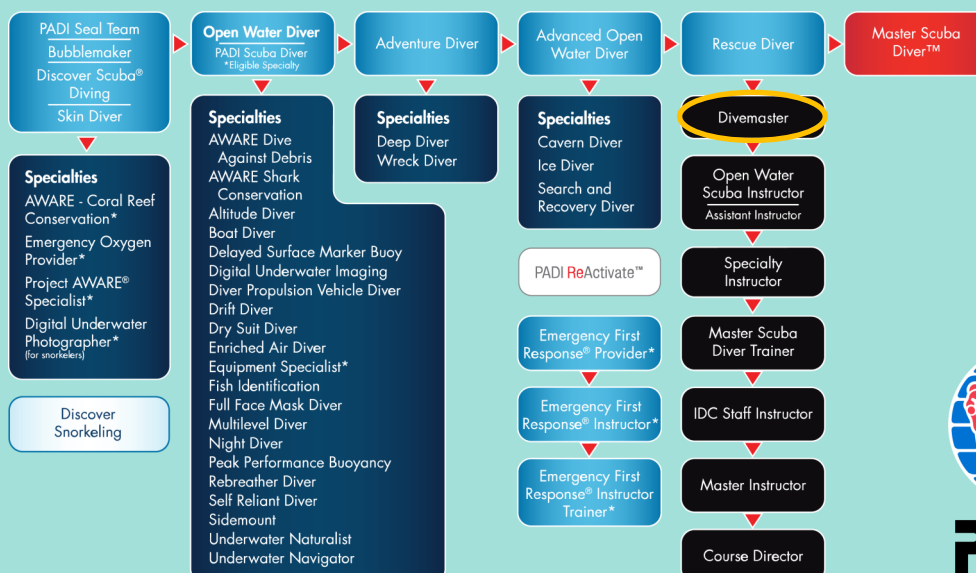 PADI Seal Team
Bubblemaker
Discover Scuba®
Diving
Skin Diver
Open Water Diver
PADI Scuba Diver
*Eligible Specialty
Adventure Diver
Advanced Open
Water Diver
Rescue Diver
Master Scuba
Diver™
Specialties
AWARE - Coral Reef
Conservation*
Emergency Oxygen
Provider*
Project AWARE®
Specialist*
Digital Underwater
Photographer*
(for snorkelers)
Discover
Snorkeling
Specialties
AWARE Dive
Against Debris
AWARE Shark
Conservation
Altitude Diver
Boat Diver
Delayed Surface Marker Buoy
Digital Underwater Imaging
Diver Propulsion Vehicle Diver
Drift Diver
Dry Suit Diver
Enriched Air Diver
Equipment Specialist*
Fish Identification
Full Face Mask Diver
Multilevel Diver
Night Diver
Peak Performance Buoyancy
Rebreather Diver
Self Reliant Diver
Sidemount
Underwater Naturalist
Underwater Navigator
Specialties
Deep Diver
Wreck Diver
Specialties
Cavern Diver
Ice Diver
Search and
Recovery Diver
PADI ReActivate™
Emergency First
Response® Provider*
Emergency First
Response® Instructor*
Emergency First
Response® Instructor
Trainer*
Divemaster
Open Water
Scuba Instructor
Assistant Instructor
Specialty
Instructor
Master Scuba
Diver Trainer
IDC Staff Instructor
Master Instructor
Course Director